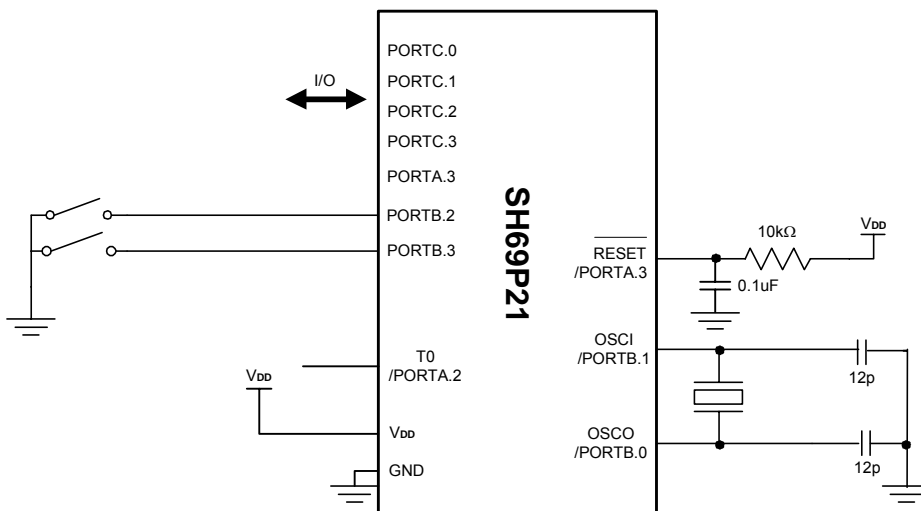 PORTC.0
I/O
PORTC.1
PORTC.2
PORTC.3
PORTA.3
PORTB.2
PORTB.3
T0
/PORTA.2
VDD
VDD
GND
SH69P21
RESET
/PORTA.3
10kΩ
VDD
0.1uF
OSCI
/PORTB.1
12p
OSCO
/PORTB.0
12p